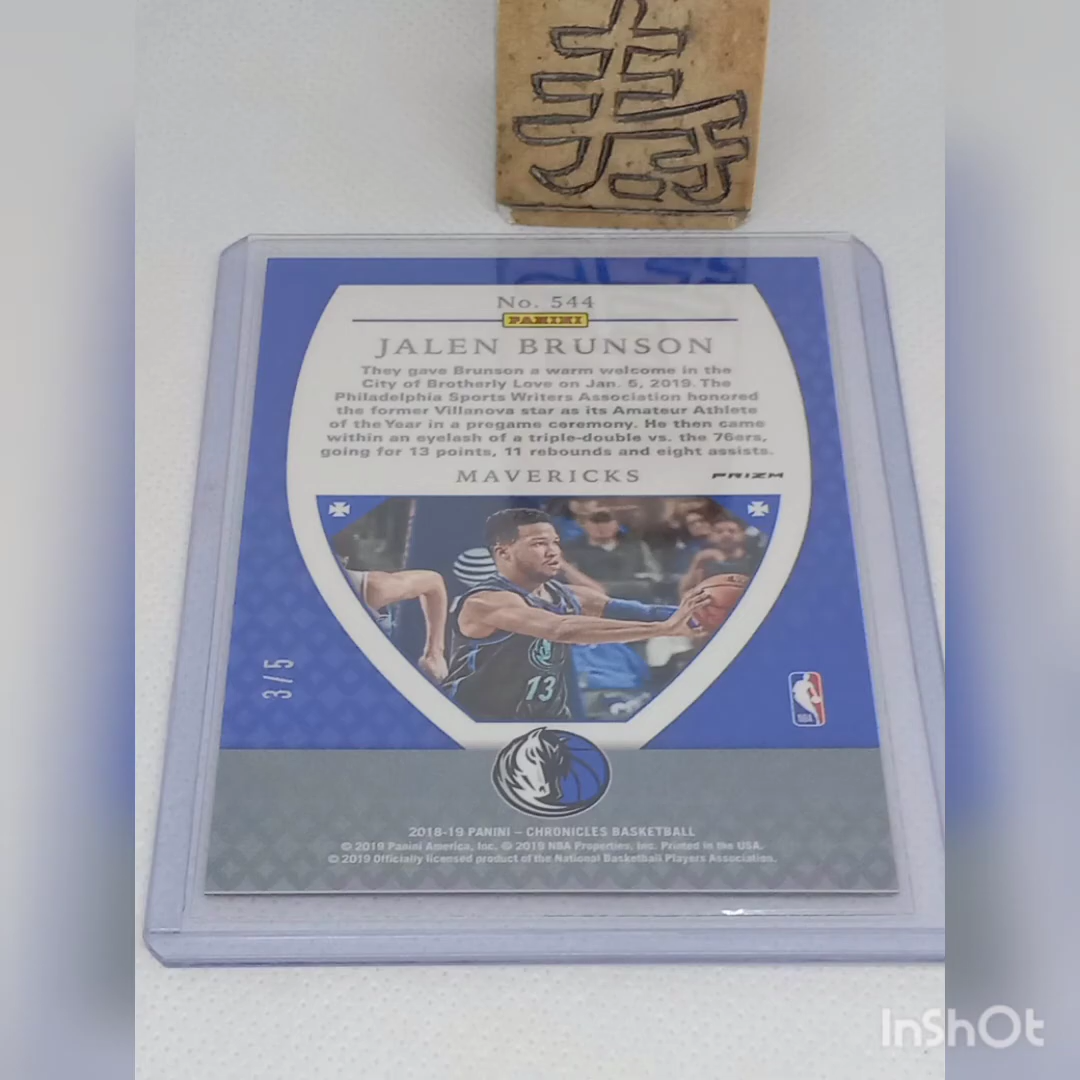 寿
No. 544
PANINI
JALEN BRUNSON
They gave Brunson a warm welcome in the
City of Brotherly Love on Jan. 5, 2019. The
Philadelphia Sports Writers Association honored
the former Villanova star as its Amateur Athlete
of the Year in a pregame ceremony. He then came
within an eyelash of a triple-double vs. the 76ers,
going for 13 points, 11 rebounds and eight assists.
MAVERICKS
PRIZM
13
3/5
NBA
2018-19 PANINI – CHRONICLES BASKETBALL
© 2019 Panini America, Inc. © 2019 NBA Properties, Inc. Printed in the USA.
© 2019 Officially licensed product of the National Basketball Players Association.
InShOt